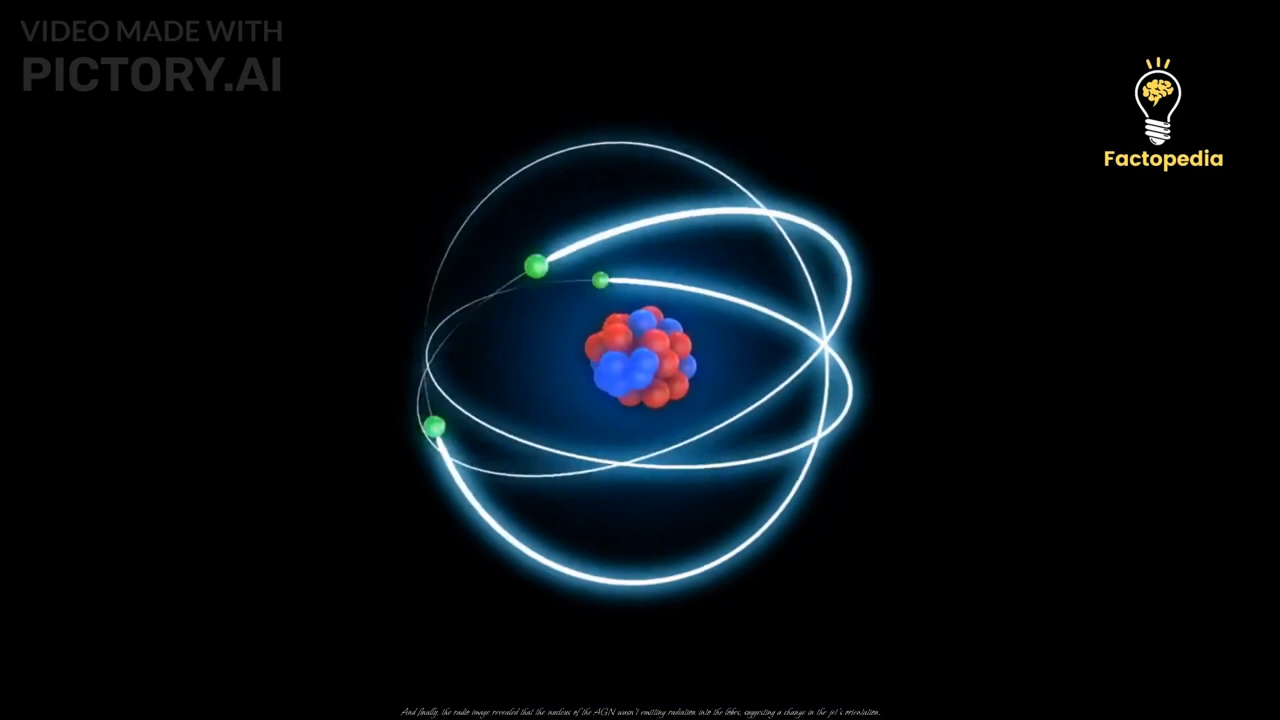 VIDEO MADE WITH
PICTORY.AI
Factopedia
And finally, the radio image revealed that the nucleus of the AGN wasn't emitting radiation into the lobes, suggesting a change in the jet's orientation.